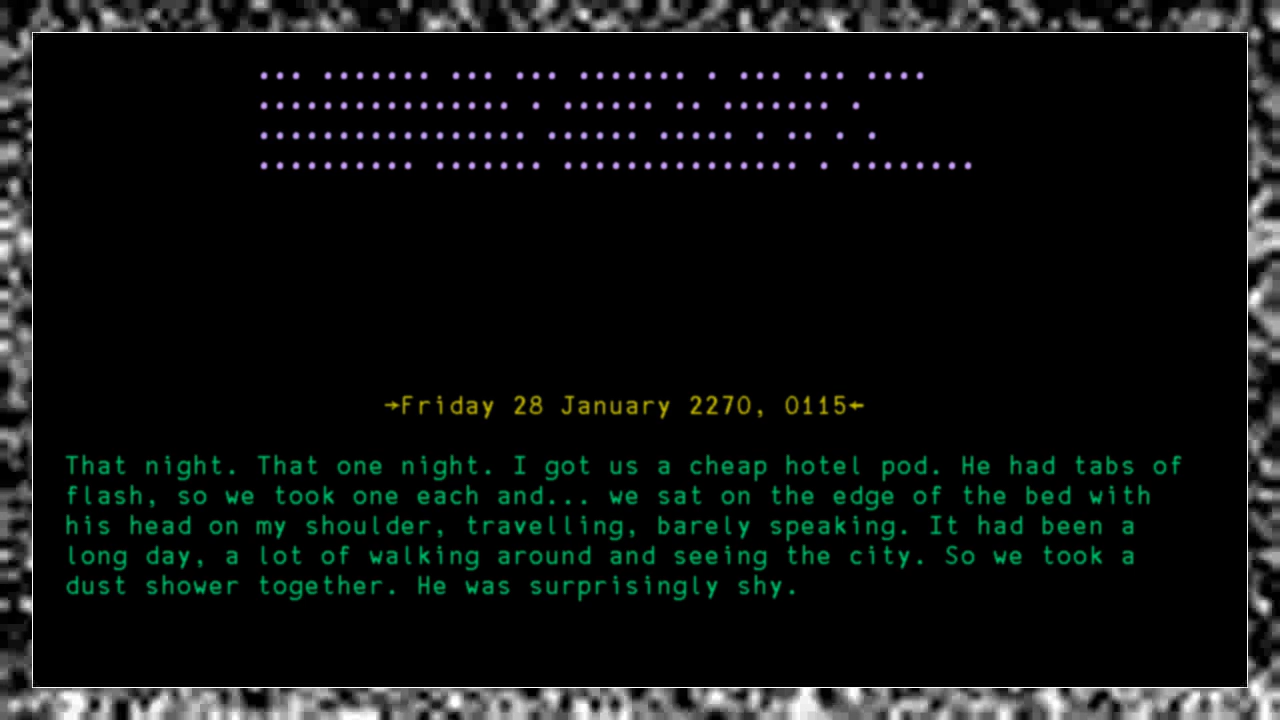 →Friday 28 January 2270, 0115←
That night. That one night. I got us a cheap hotel pod. He had tabs of
flash, so we took one each and... we sat on the edge of the bed with
his head on my shoulder, travelling, barely speaking. It had been a
long day, a lot of walking around and seeing the city. So we took a
dust shower together. He was surprisingly shy.